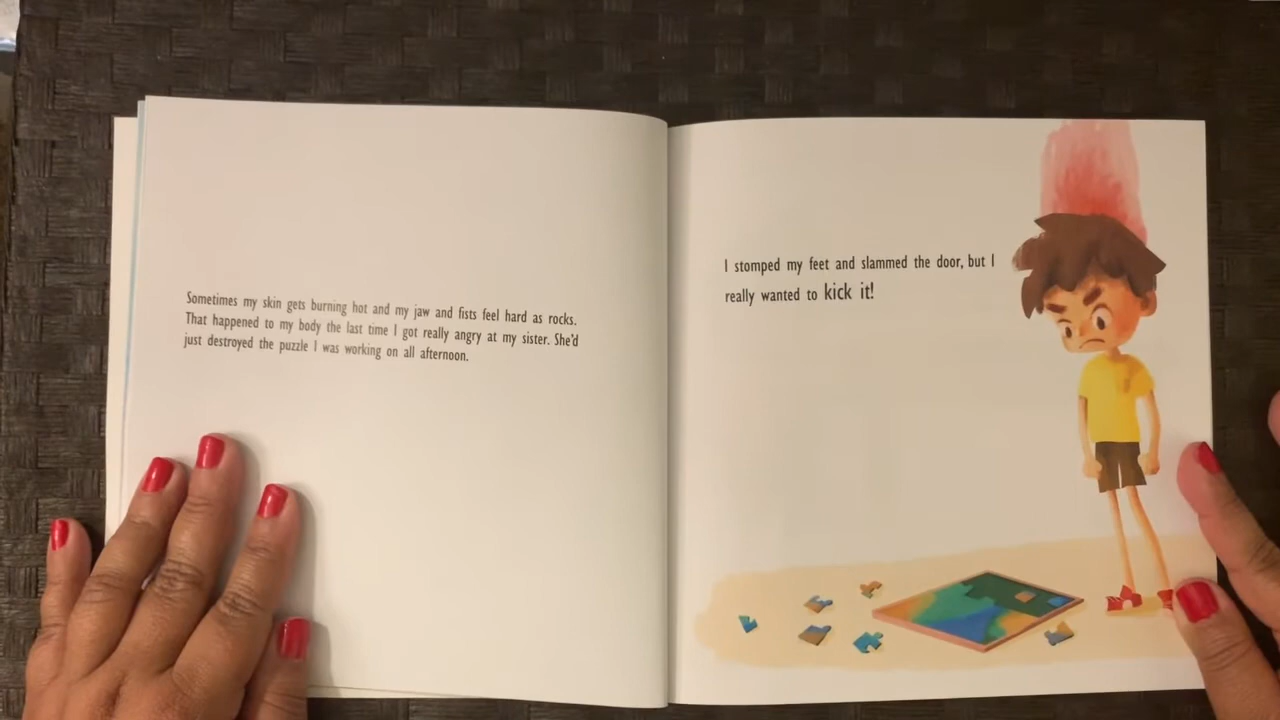 Sometimes my skin gets burning hot and my jaw and fists feel hard as rocks.
That happened to my body the last time I got really angry at my sister. She'd
just destroyed the puzzle I was working on all afternoon.
I stomped my feet and slammed the door, but I
really wanted to kick it!